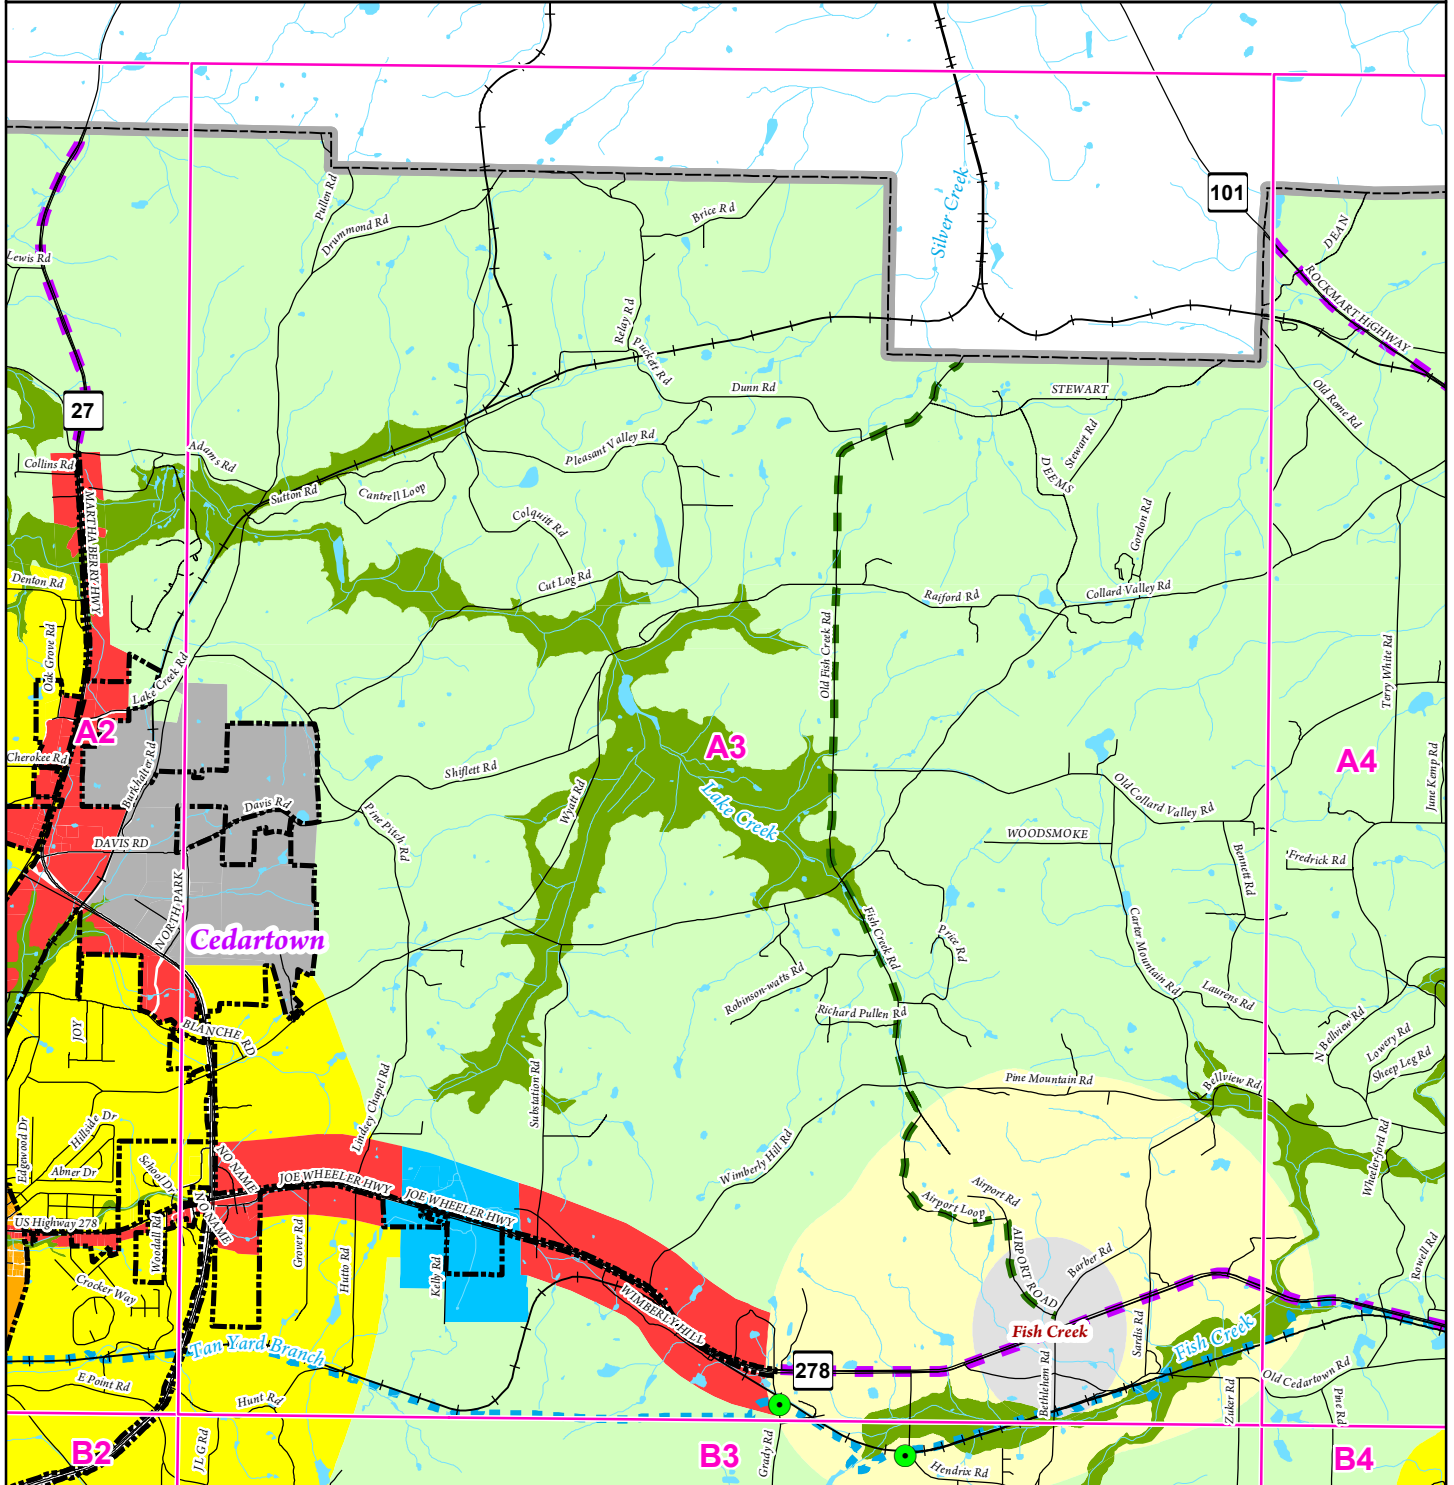 Silver Creek
101
Pullen Rd
Drummond Rd
Brice Rd
DEAN
Lewis Rd
ROCKMART HIGHWAY
Relay Rd
Puckett Rd
Dunn Rd
STEWART
Old Rome Rd
27
Collins Rd
Adams Rd
Sutton Rd
Cantrell Loop
Pleasant Valley Rd
Stewart Rd
DEEMS
MARTHA BERRY HWY
Colquitt Rd
Gordon Rd
Denton Rd
Cut Log Rd
Raiford Rd
Collard Valley Rd
Oak Grove Rd
Lake Creek Rd
Old Fish Creek Rd
Terry White Rd
A2
A3
A4
Cherokee Rd
Burkhalter Rd
Shiflett Rd
Wyatt Rd
Lake Creek
Old Collard Valley Rd
June Kemp Rd
Davis Rd
DAVIS RD
Pine Pitch Rd
WOODSMOKE
Bennett Rd
Fredrick Rd
NORTH PARK
Cedartown
Fish Creek Rd
Price Rd
Carter Mountain Rd
Robinson-watts Rd
Richard Pullen Rd
Laurens Rd
JOY
BLANCHE RD
N Bellview Rd
Lowery Rd
Sheep Leg Rd
Lindsey Chapel Rd
Substation Rd
Pine Mountain Rd
Bellview Rd
Edgewood Dr
Hillside Dr
Abner Dr
School Dr
NO NAME
NO NAME
JOE WHEELER HWY
JOE WHEELER HWY
Wimberly Hill Rd
Wheelerford Rd
Airport Rd
Airport Loop
AIRPORT ROAD
US Highway 278
Woodall Rd
Grover Rd
Hutto Rd
Kelly Rd
Barber Rd
Rowell Rd
Crocker Way
WIMBERLY HILL
Fish Creek
Sardis Rd
Fish Creek
Tan Yard Branch
278
E Point Rd
Hunt Rd
Bethlehem Rd
Old Cedartown Rd
Zuker Rd
Pine Rd
B2
J L G Rd
B3
Grady Rd
Hendrix Rd
B4